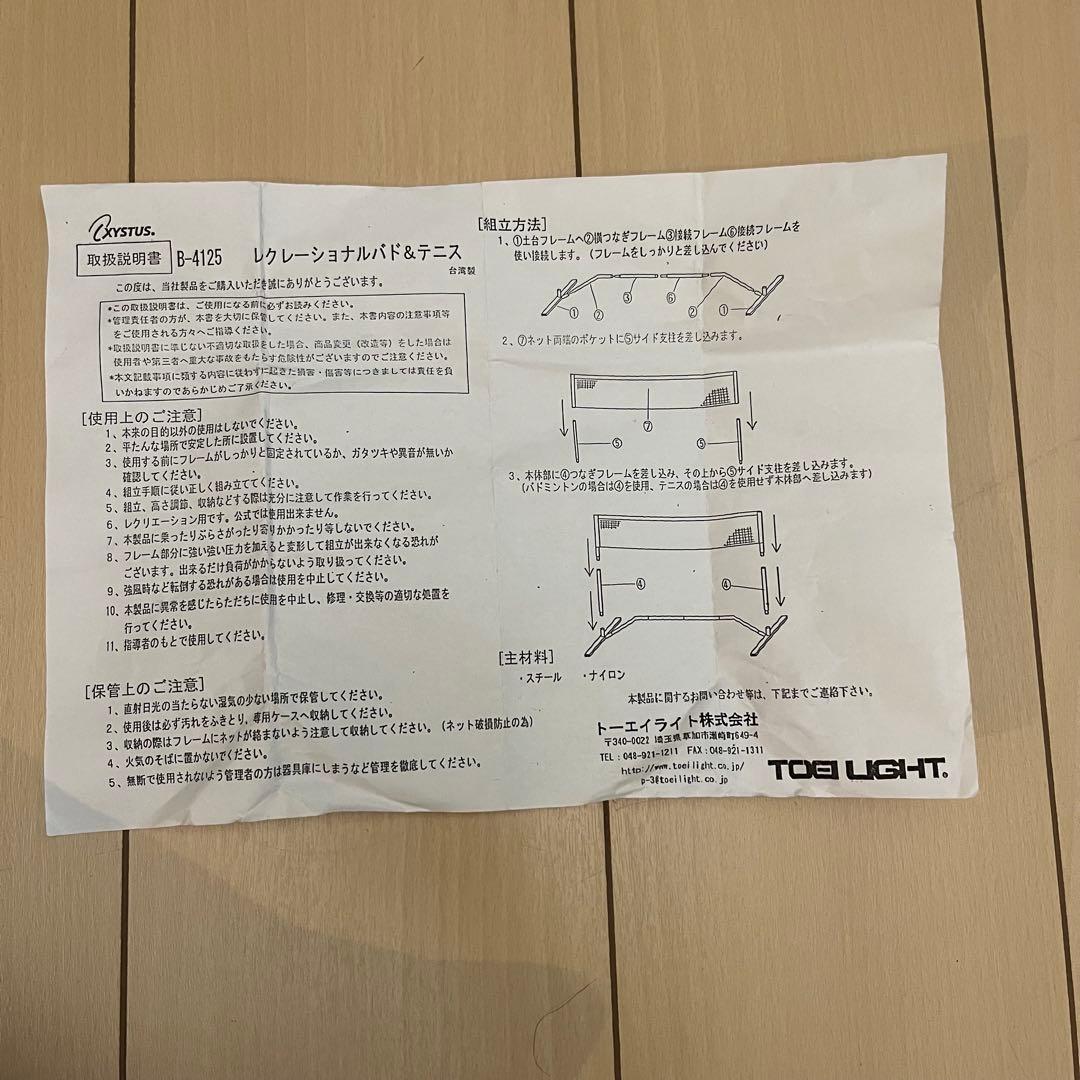 XYSTUS.
取扱説明書 B-4125 レクレーショナルバド&テニス
台湾製
この度は、当社製品をご購入いただき誠にありがとうございます。
*この取扱説明書は、ご使用になる前に必ずお読みください。
*管理責任者の方が、本書を大切に保管してください。また、本書内容の注意事項等
をご使用される方々へご指導ください。
*取扱説明書に準じない不適切な取扱をした場合、商品変更（改造等）をした場合は
使用者や第三者へ重大な事故をもたらす危険性がございますのでご注意ください。
*本文記載事項に類する内容に従わずに起きた損害・傷害等につきましては責任を負
いかねますのであらかじめご了承ください。
[使用上のご注意]
1、本来の目的以外の使用はしないでください。
2、平たんな場所で安定した所に設置してください。
3、使用する前にフレームがしっかりと固定されているか、ガタツキや異音が無いか
確認してください。
4、組立手順に従い正しく組み立ててください。
5、組立、高さ調節、収納などする際は充分に注意して作業を行ってください。
6、レクリエーション用です。公式では使用出来ません。
7、本製品に乗ったりぶらさがったり寄りかかったり等しないでください。
8、フレーム部分に強い強い圧力を加えると変形して組立が出来なくなる恐れが
ございます。出来るだけ負荷がかからないよう取り扱ってください。
9、強風時など転倒する恐れがある場合は使用を中止してください。
10、本製品に異常を感じたらただちに使用を中止し、修理・交換等の適切な処置を
行ってください。
11、指導者のもとで使用してください。
[保管上のご注意]
1、直射日光の当たらない湿気の少ない場所で保管してください。
2、使用後は必ず汚れをふきとり、専用ケースへ収納してください。
3、収納の際はフレームにネットが絡まないよう注意して収納してください。（ネット破損防止の為）
4、火気のそばに置かないでください。
5、無断で使用されないよう管理者の方は器具庫にしまうなど管理を徹底してください。
[組立方法]
1、①土台フレームへ②横つなぎフレーム③接続フレーム⑥接続フレームを
使い接続します。（フレームをしっかりと差し込んでください）
① ② ③ ⑥ ② ①
2、⑦ネット両端のポケットに⑤サイド支柱を差し込みます。
⑦
⑤ ⑤
3、本体部に④つなぎフレームを差し込み、その上から⑤サイド支柱を差し込みます。
（バドミントンの場合は④を使用、テニスの場合は④を使用せず本体部へ差し込みます）
④ ④
[主材料]
・スチール ・ナイロン
本製品に関するお問い合わせ等は、下記までご連絡下さい。
トーエイライト株式会社
〒340-0022 埼玉県草加市瀬崎町649-4
TEL：048-921-1211 FAX：048-921-1311
http://www.toeilight.co.jp/
p-3@toeilight.co.jp
TOEI LIGHT®